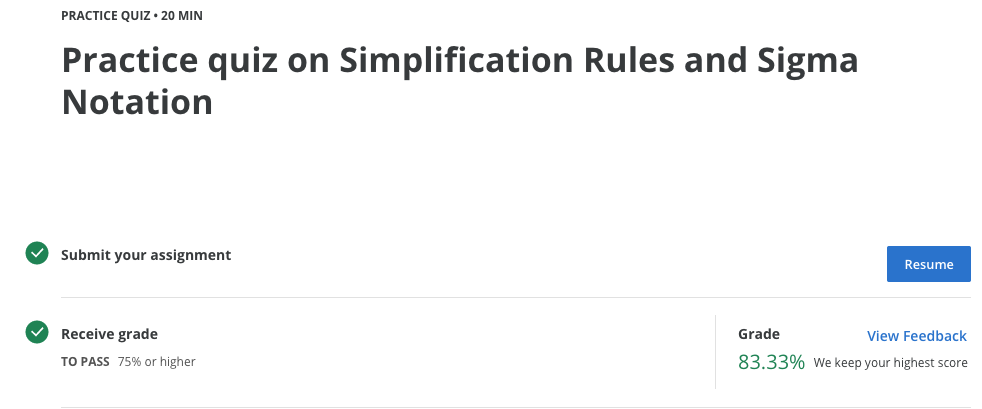 PRACTICE QUIZ • 20 MIN
Practice quiz on Simplification Rules and Sigma
Notation
Submit your assignment
Resume
Receive grade
TO PASS 75% or higher
Grade
View Feedback
83.33% We keep your highest score